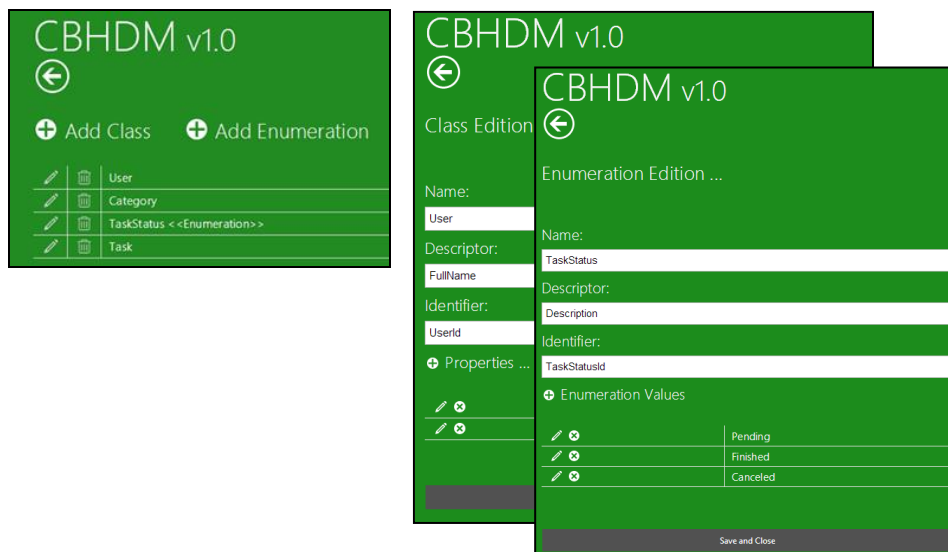 CBHDM v1.0
Add Class Add Enumeration
User
Category
TaskStatus <<Enumeration>>
Task
CBHDM v1.0
Class Edition
Name:
User
Descriptor:
FullName
Identifier:
UserId
Properties ...
CBHDM v1.0
Enumeration Edition ...
Name:
TaskStatus
Descriptor:
Description
Identifier:
TaskStatusId
Enumeration Values
Pending
Finished
Canceled
Save and Close